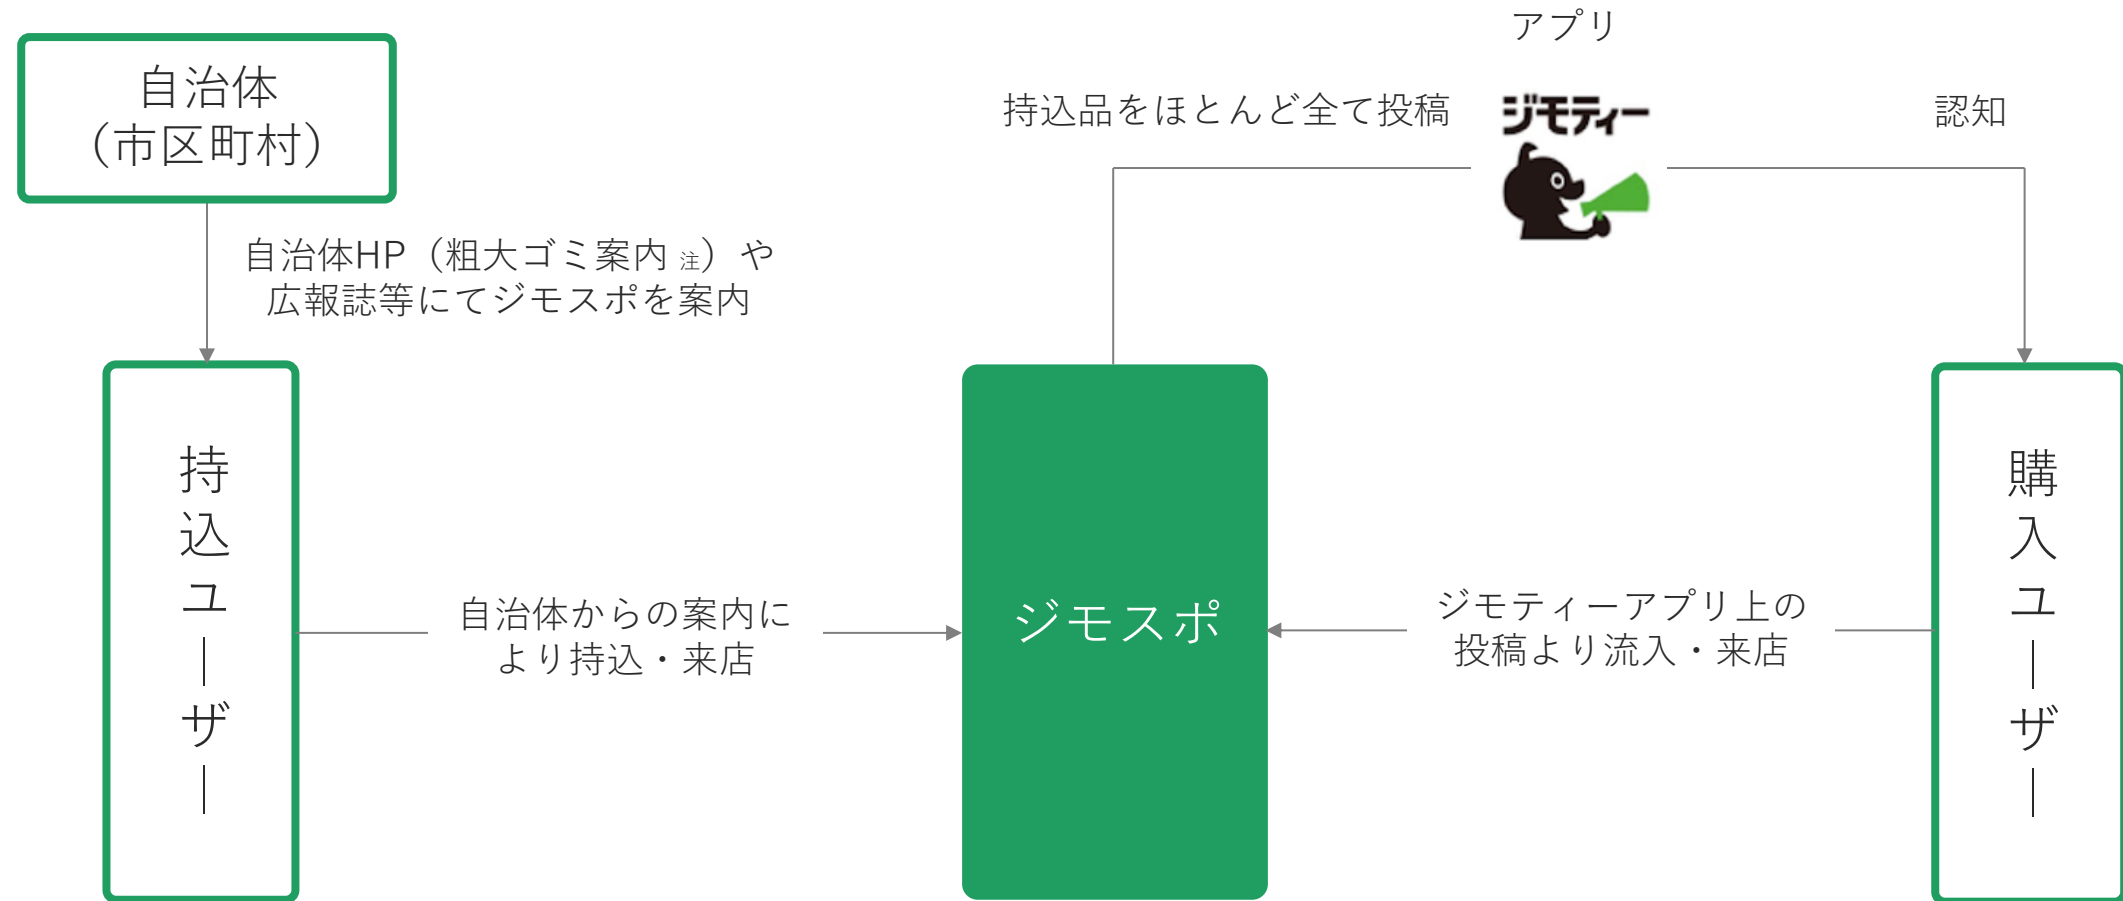 自治体
（市区町村）
自治体HP（粗大ゴミ案内 注）や
広報誌等にてジモスポを案内
持込ユーザー
自治体からの案内に
より持込・来店
ジモスポ
持込品をほとんど全て投稿
アプリ
ジモティー
認知
購入ユーザー
ジモティーアプリ上の
投稿より流入・来店